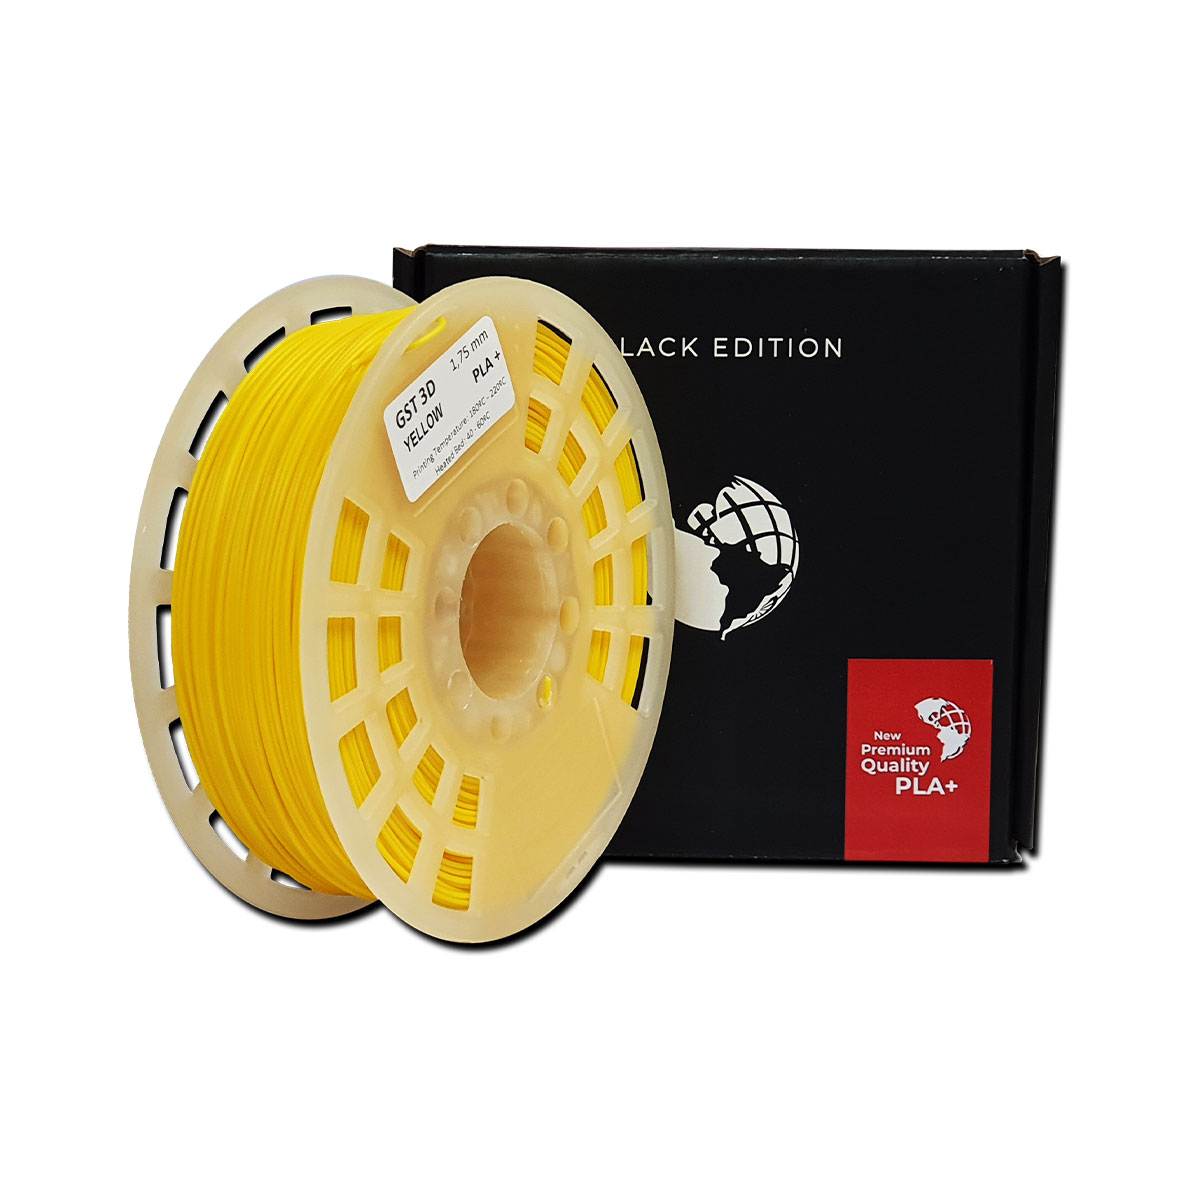 LACK EDITION
GST 3D
1,75 mm
YELLOW
PLA +
Printing Temperature: 180ºC - 220ºC
Heated Bed: 40 - 60ºC
New
Premium
Quality
PLA+